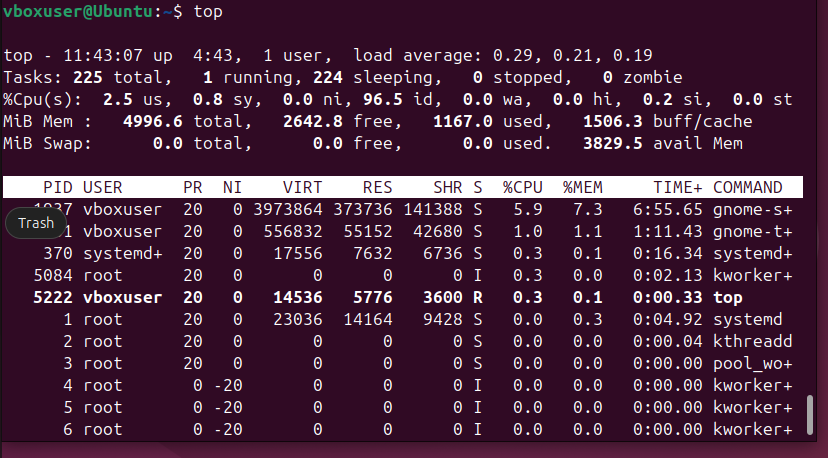 vboxuser@Ubuntu:~$ top
top - 11:43:07 up  4:43,  1 user,  load average: 0.29, 0.21, 0.19
Tasks: 225 total,   1 running, 224 sleeping,   0 stopped,   0 zombie
%Cpu(s):  2.5 us,  0.8 sy,  0.0 ni, 96.5 id,  0.0 wa,  0.0 hi,  0.2 si,  0.0 st
MiB Mem :   4996.6 total,   2642.8 free,   1167.0 used,   1506.3 buff/cache
MiB Swap:      0.0 total,      0.0 free,      0.0 used.   3829.5 avail Mem
PID USER      PR  NI    VIRT    RES    SHR S  %CPU  %MEM     TIME+ COMMAND
vboxuser  20   0 3973864 373736 141388 S   5.9   7.3   6:55.65 gnome-s+
Trash
vboxuser  20   0  556832  55152  42680 S   1.0   1.1   1:11.43 gnome-t+
370 systemd+  20   0   17556   7632   6736 S   0.3   0.1   0:16.34 systemd+
5084 root      20   0       0      0      0 I   0.3   0.0   0:02.13 kworker+
5222 vboxuser  20   0   14536   5776   3600 R   0.3   0.1   0:00.33 top
1 root      20   0   23036  14164   9428 S   0.0   0.3   0:04.92 systemd
2 root      20   0       0      0      0 S   0.0   0.0   0:00.04 kthreadd
3 root      20   0       0      0      0 S   0.0   0.0   0:00.00 pool_wo+
4 root       0 -20       0      0      0 I   0.0   0.0   0:00.00 kworker+
5 root       0 -20       0      0      0 I   0.0   0.0   0:00.00 kworker+
6 root       0 -20       0      0      0 I   0.0   0.0   0:00.00 kworker+